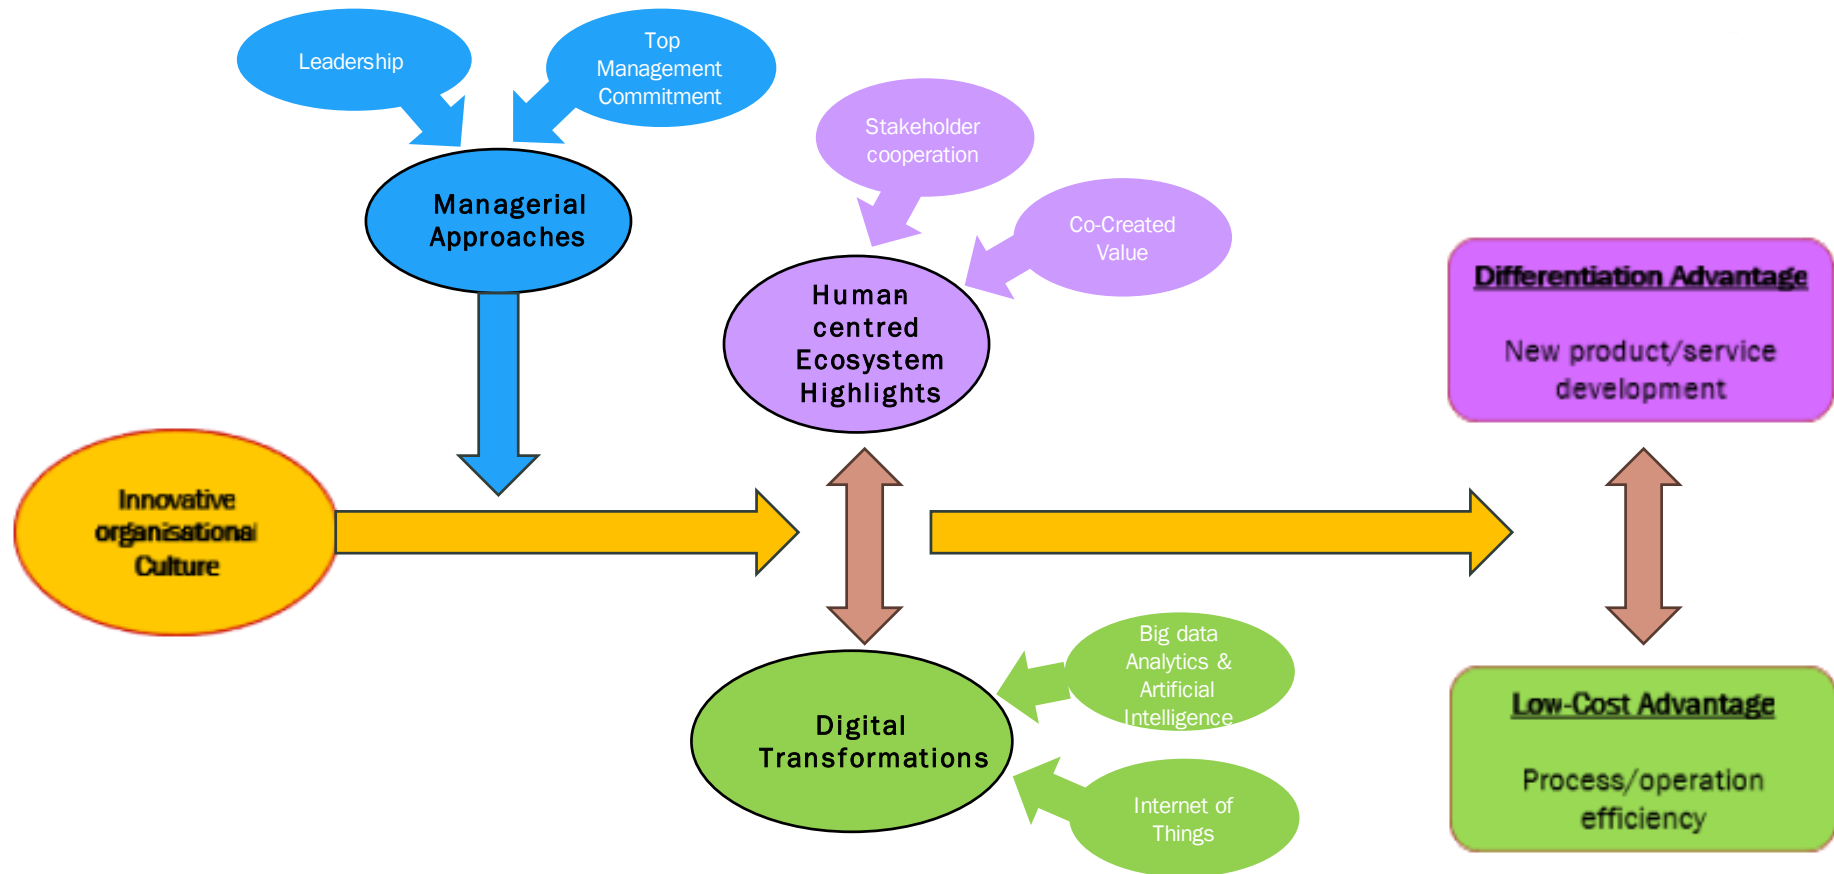 Leadership
Top
Management
Commitment
Managerial
Approaches
Stakeholder
cooperation
Co-Created
Value
Human-
centred
Ecosystem
Highlights
Innovative
organisational
Culture
Differentiation Advantage
New product/service
development
Digital
Transformations
Big data
Analytics &
Artificial
Intelligence
Internet of
Things
Low-Cost Advantage
Process/operation
efficiency